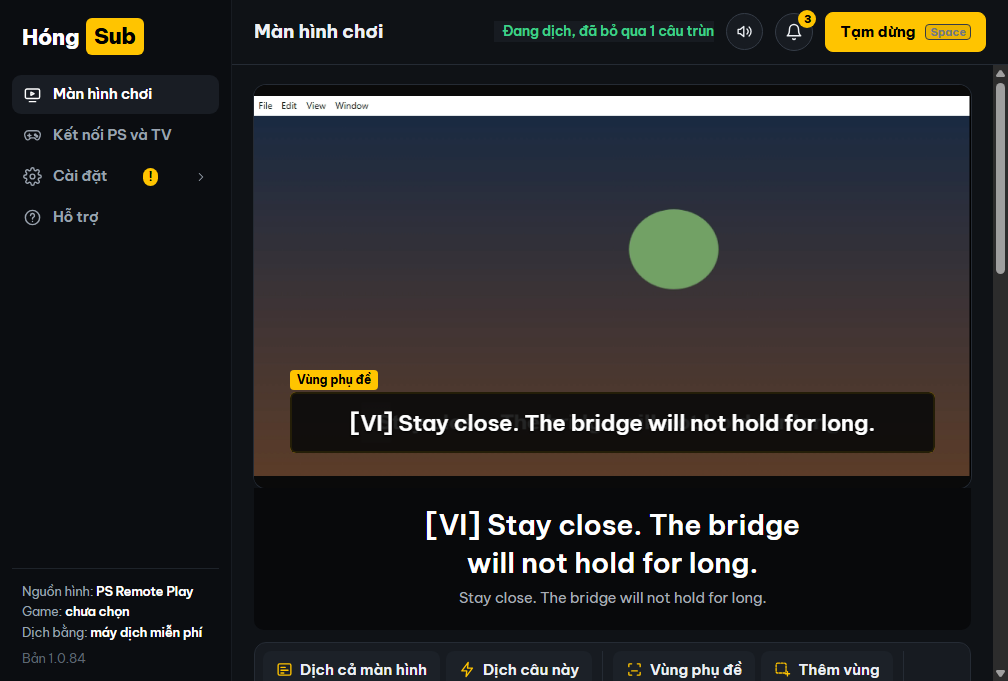 Hóng Sub
Màn hình chơi
Kết nối PS và TV
Cài đặt !
Hỗ trợ
Nguồn hình: PS Remote Play
Game: chưa chọn
Dịch bằng: máy dịch miễn phí
Bản 1.0.84
Màn hình chơi
Đang dịch, đã bỏ qua 1 câu trùn
3
Tạm dừng Space
File Edit View Window
Vùng phụ đề
[VI] Stay close. The bridge will not hold for long.
[VI] Stay close. The bridge
will not hold for long.
Stay close. The bridge will not hold for long.
Dịch cả màn hình
Dịch câu này
Vùng phụ đề
Thêm vùng